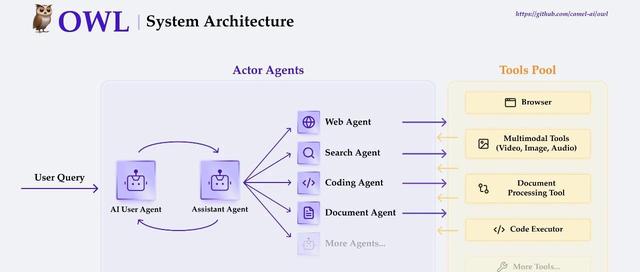 OWL | System Architecture
https://github.com/camel-ai/owl
Actor Agents
Tools Pool
User Query
AI User Agent
Assistant Agent
Web Agent
Search Agent
Coding Agent
Document Agent
More Agents...
Browser
Multimodal Tools
(Video, Image, Audio)
Document
Processing Tool
Code Executor
More Tools...